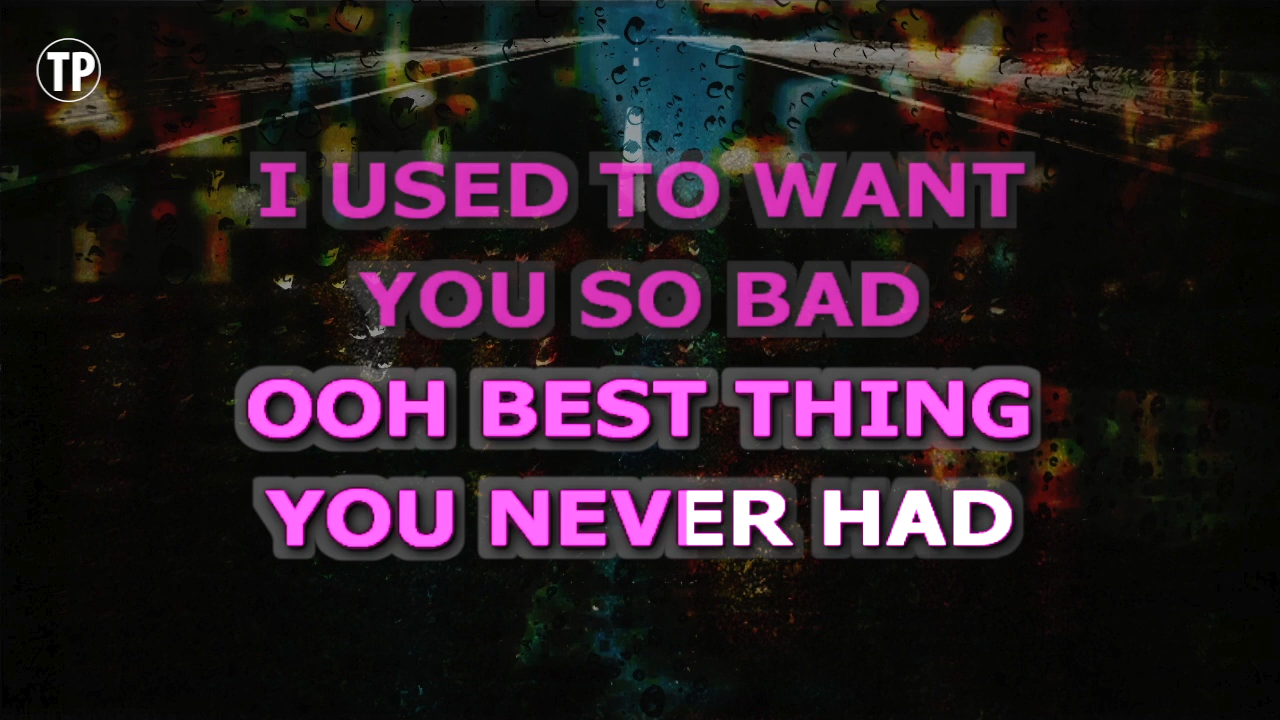 TP
I USED TO WANT
YOU SO BAD
OOH BEST THING
YOU NEVER HAD